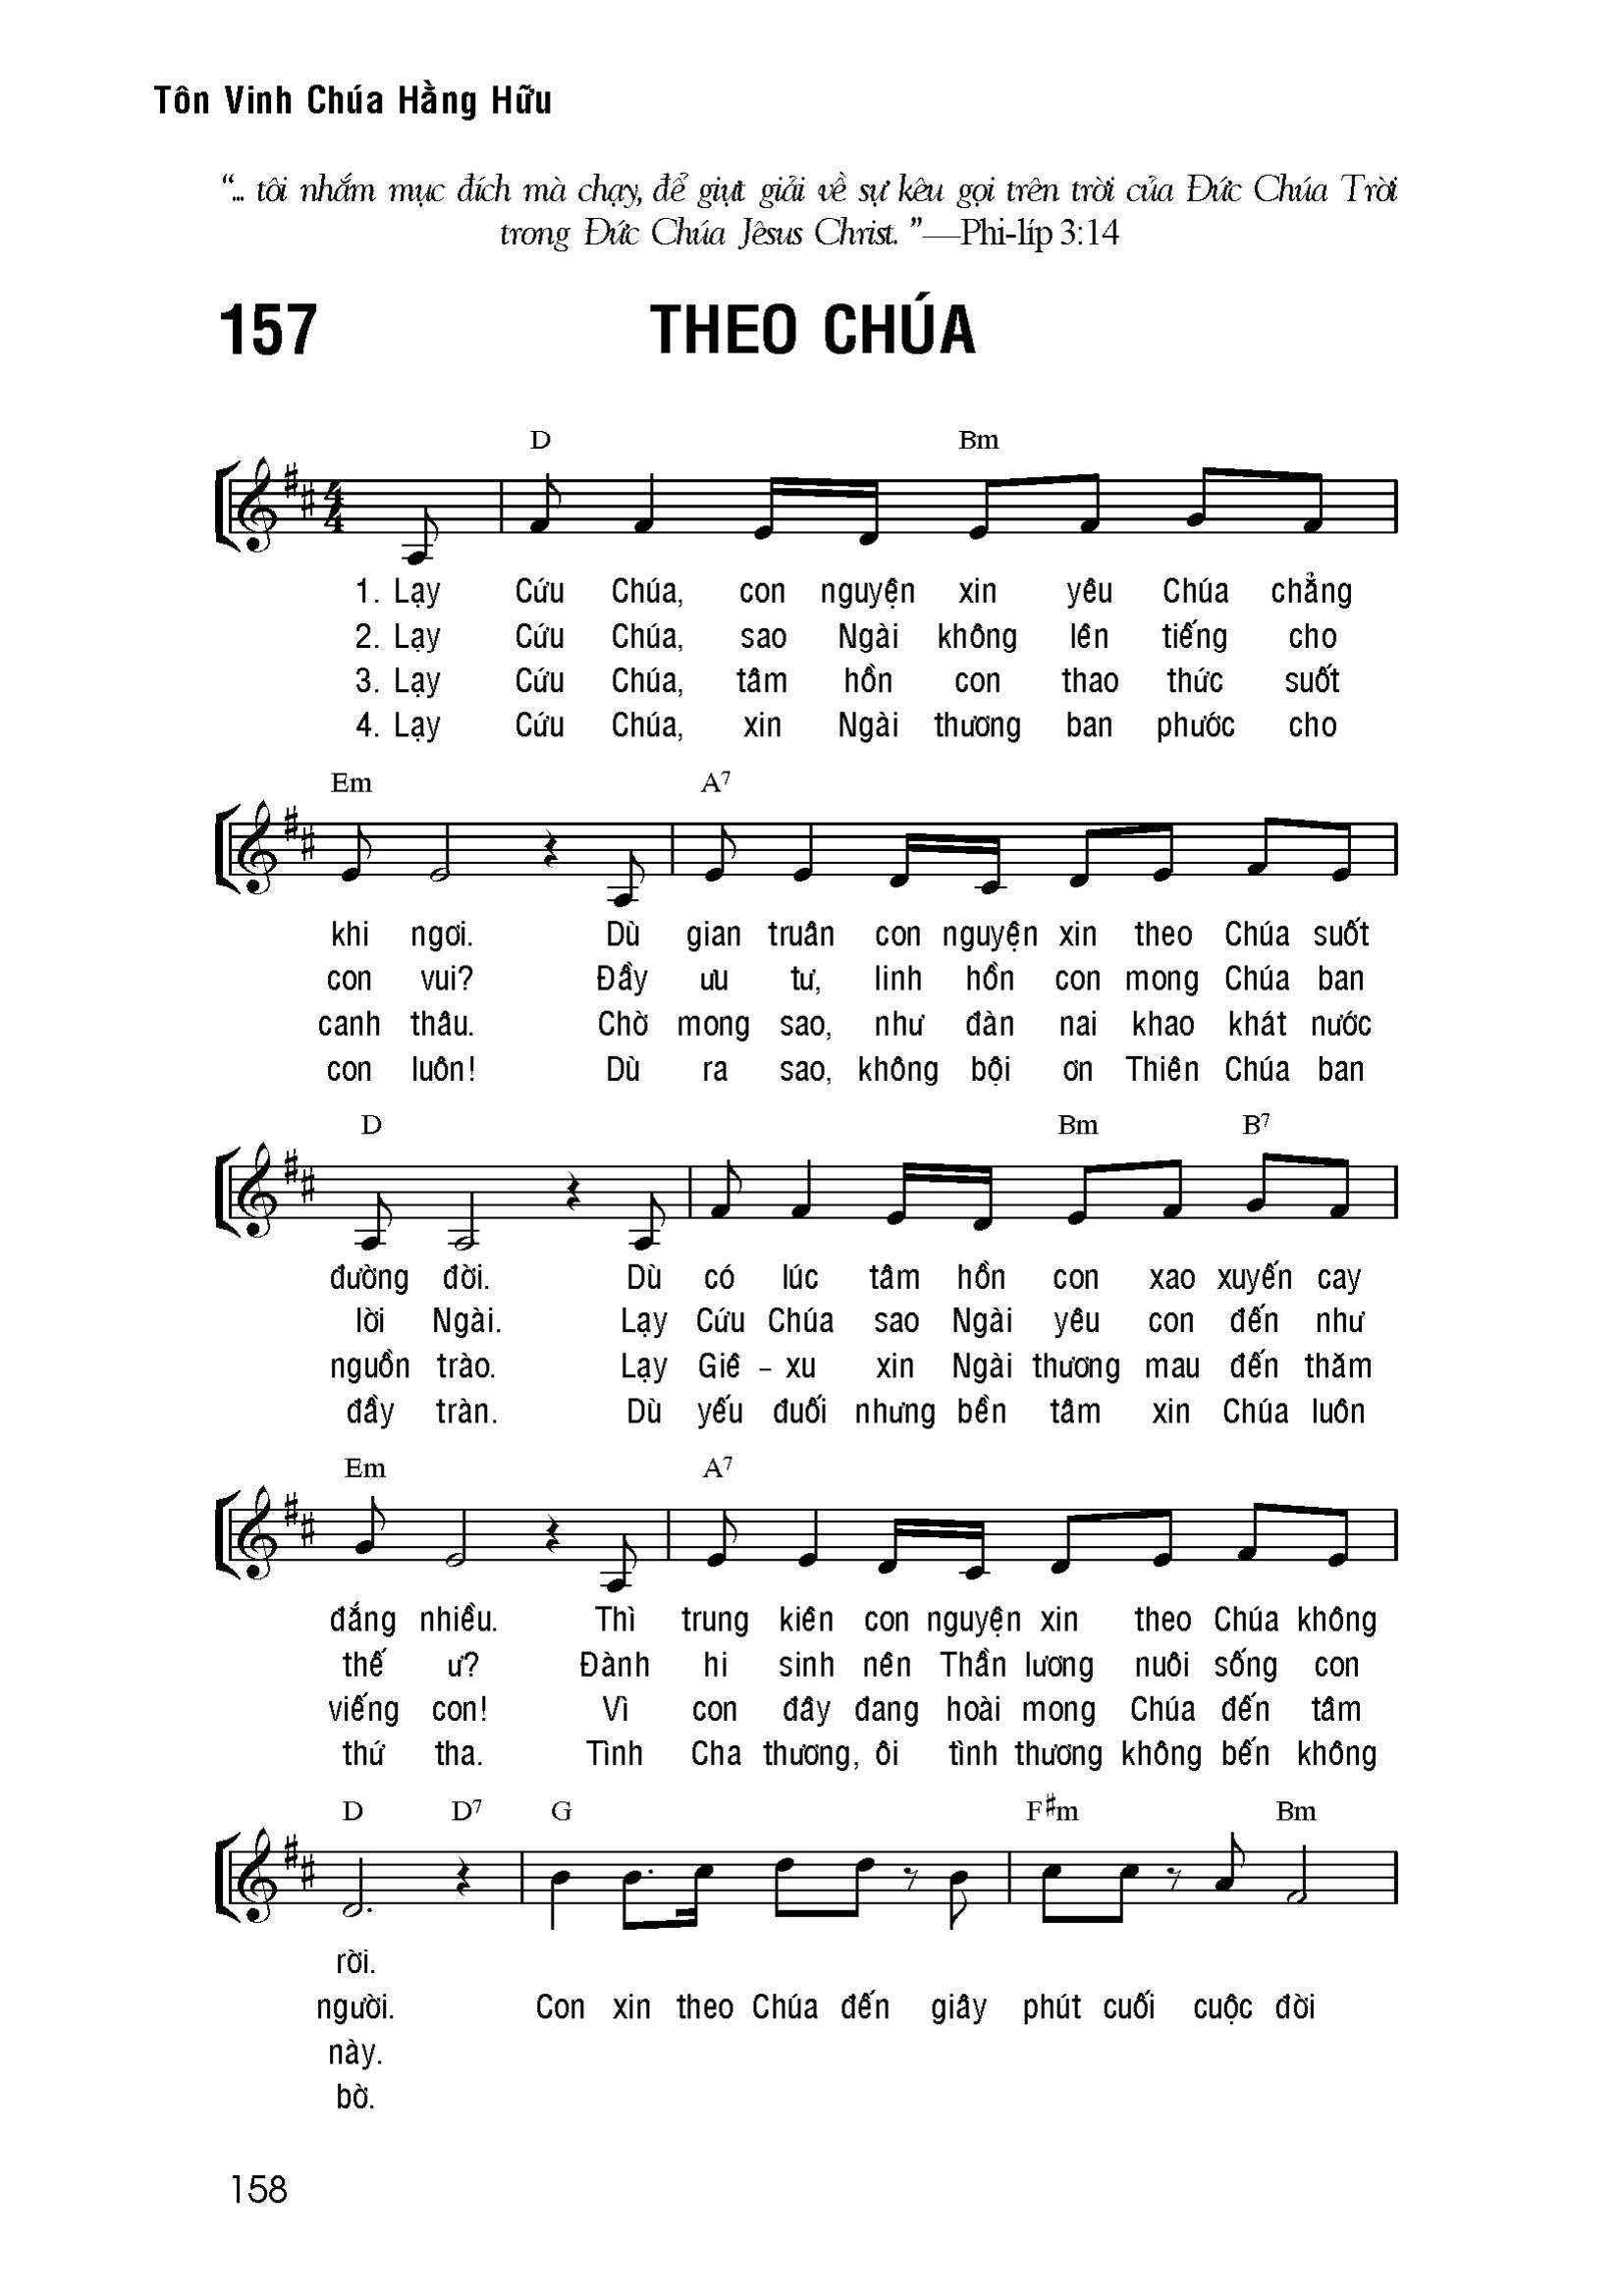 Tôn Vinh Chúa Hằng Hữu
“... tôi nhắm mục đích mà chạy, để giựt giải về sự kêu gọi trên trời của Đức Chúa Trời
trong Đức Chúa Jêsus Christ. ”—Phi-líp 3:14
157 THEO CHÚA
D Bm
1. Lạy Cứu Chúa, con nguyện xin yêu Chúa chẳng
2. Lạy Cứu Chúa, sao Ngài không lên tiếng cho
3. Lạy Cứu Chúa, tâm hồn con thao thức suốt
4. Lạy Cứu Chúa, xin Ngài thương ban phước cho
Em A7
khi ngơi. Dù gian truân con nguyện xin theo Chúa suốt
con vui? Đầy ưu tư, linh hồn con mong Chúa ban
canh thâu. Chờ mong sao, như đàn nai khao khát nước
con luôn! Dù ra sao, không bội ơn Thiên Chúa ban
D Bm B7
đường đời. Dù có lúc tâm hồn con xao xuyến cay
lời Ngài. Lạy Cứu Chúa sao Ngài yêu con đến như
nguồn trào. Lạy Giê – xu xin Ngài thương mau đến thăm
đầy tràn. Dù yếu đuối nhưng bền tâm xin Chúa luôn
Em A7
đắng nhiều. Thì trung kiên con nguyện xin theo Chúa không
thế ư? Đành hi sinh nên Thần lương nuôi sống con
viếng con! Vì con đây đang hoài mong Chúa đến tâm
thứ tha. Tình Cha thương, ôi tình thương không bến không
D D7 G F#m Bm
rời.
người. Con xin theo Chúa đến giây phút cuối cuộc đời
này.
bờ.
158